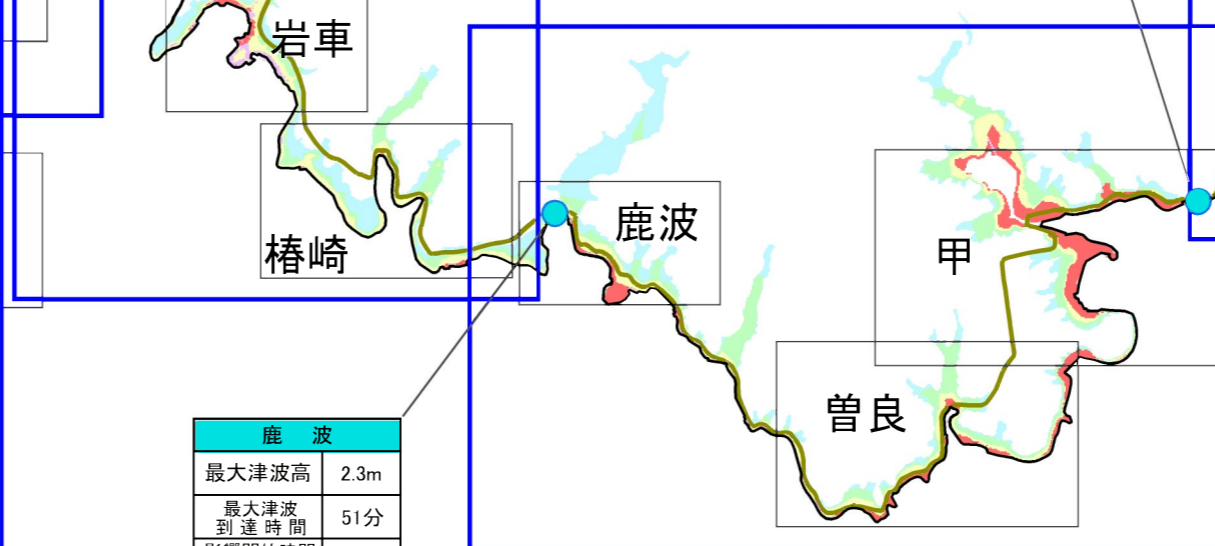 岩車
椿崎
鹿波
甲
曽良
鹿 波
最大津波高 2.3m
最大津波
到達時間 51分